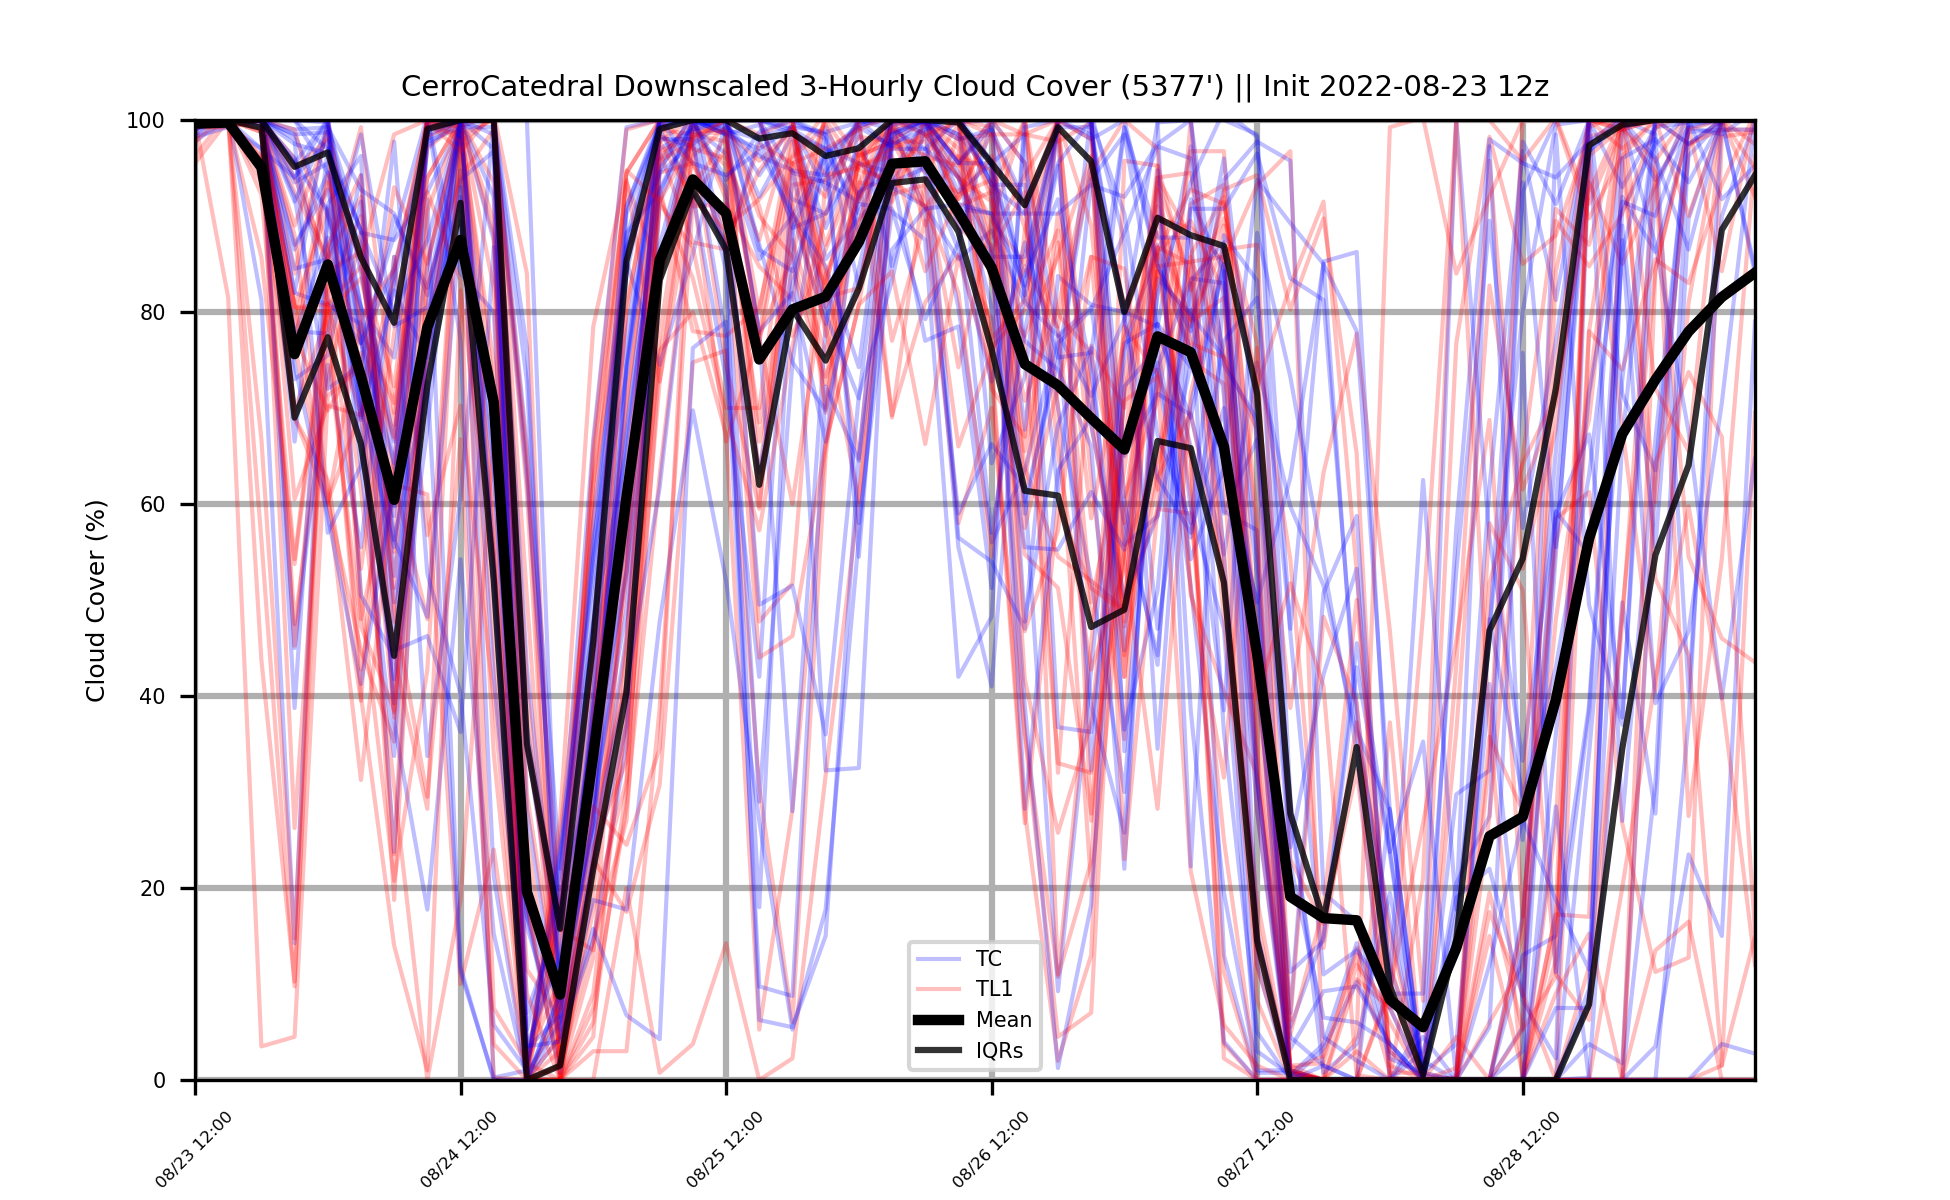 CerroCatedral Downscaled 3-Hourly Cloud Cover (5377') || Init 2022-08-23 12z
Cloud Cover (%)
100
80
60
40
20
0
TC
TL1
Mean
IQRs
08/23 12:00
08/24 12:00
08/25 12:00
08/26 12:00
08/27 12:00
08/28 12:00